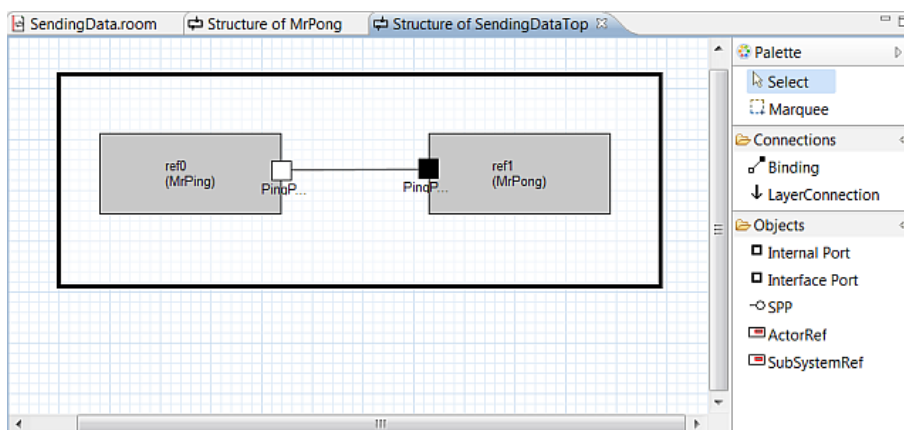 SendingData.room
Structure of MrPong
Structure of SendingDataTop
ref0
(MrPing)
PingP...
ref1
(MrPong)
PingP...
Palette
Select
Marquee
Connections
Binding
LayerConnection
Objects
Internal Port
Interface Port
SPP
ActorRef
SubSystemRef